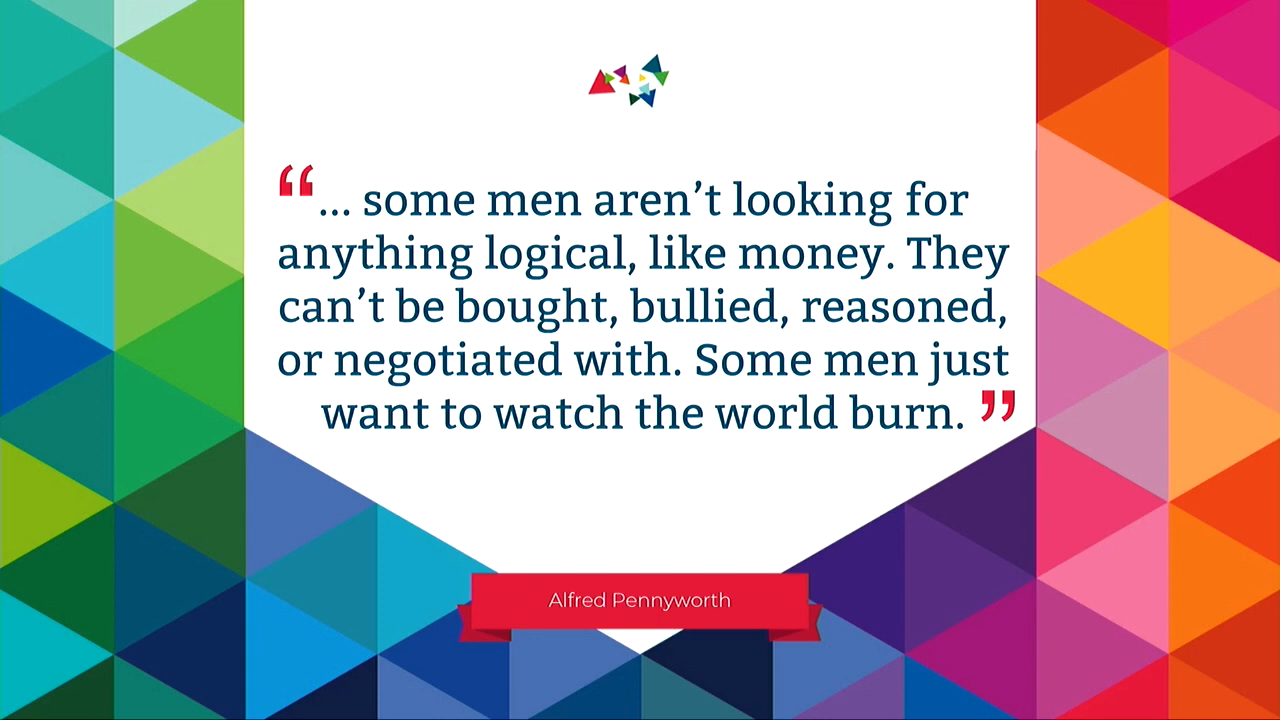 “... some men aren’t looking for
anything logical, like money. They
can’t be bought, bullied, reasoned,
or negotiated with. Some men just
want to watch the world burn. ”
Alfred Pennyworth